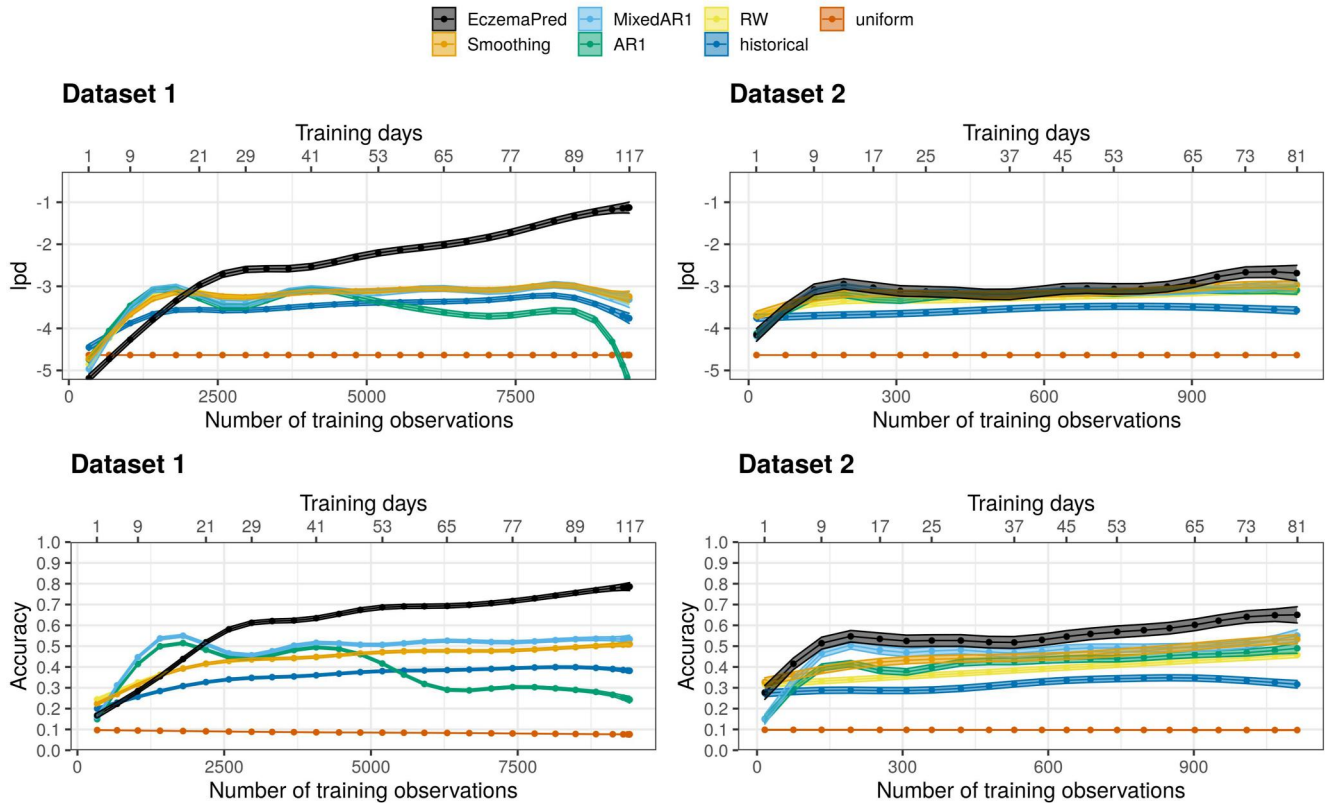 EczemaPred MixedAR1 RW uniform
Smoothing AR1 historical
Dataset 1 Dataset 2
Training days Training days
1 9 21 29 41 53 65 77 89 117 1 9 17 25 37 45 53 65 73 81
-1 -1
-2 -2
lpd -3 lpd -3
-4 -4
-5 -5
0 2500 5000 7500 0 300 600 900
Number of training observations Number of training observations
Dataset 1 Dataset 2
Training days Training days
1 9 21 29 41 53 65 77 89 117 1 9 17 25 37 45 53 65 73 81
1.0 1.0
0.9 0.9
0.8 0.8
0.7 0.7
0.6 0.6
Accuracy 0.5 Accuracy 0.5
0.4 0.4
0.3 0.3
0.2 0.2
0.1 0.1
0.0 0.0
0 2500 5000 7500 0 300 600 900
Number of training observations Number of training observations